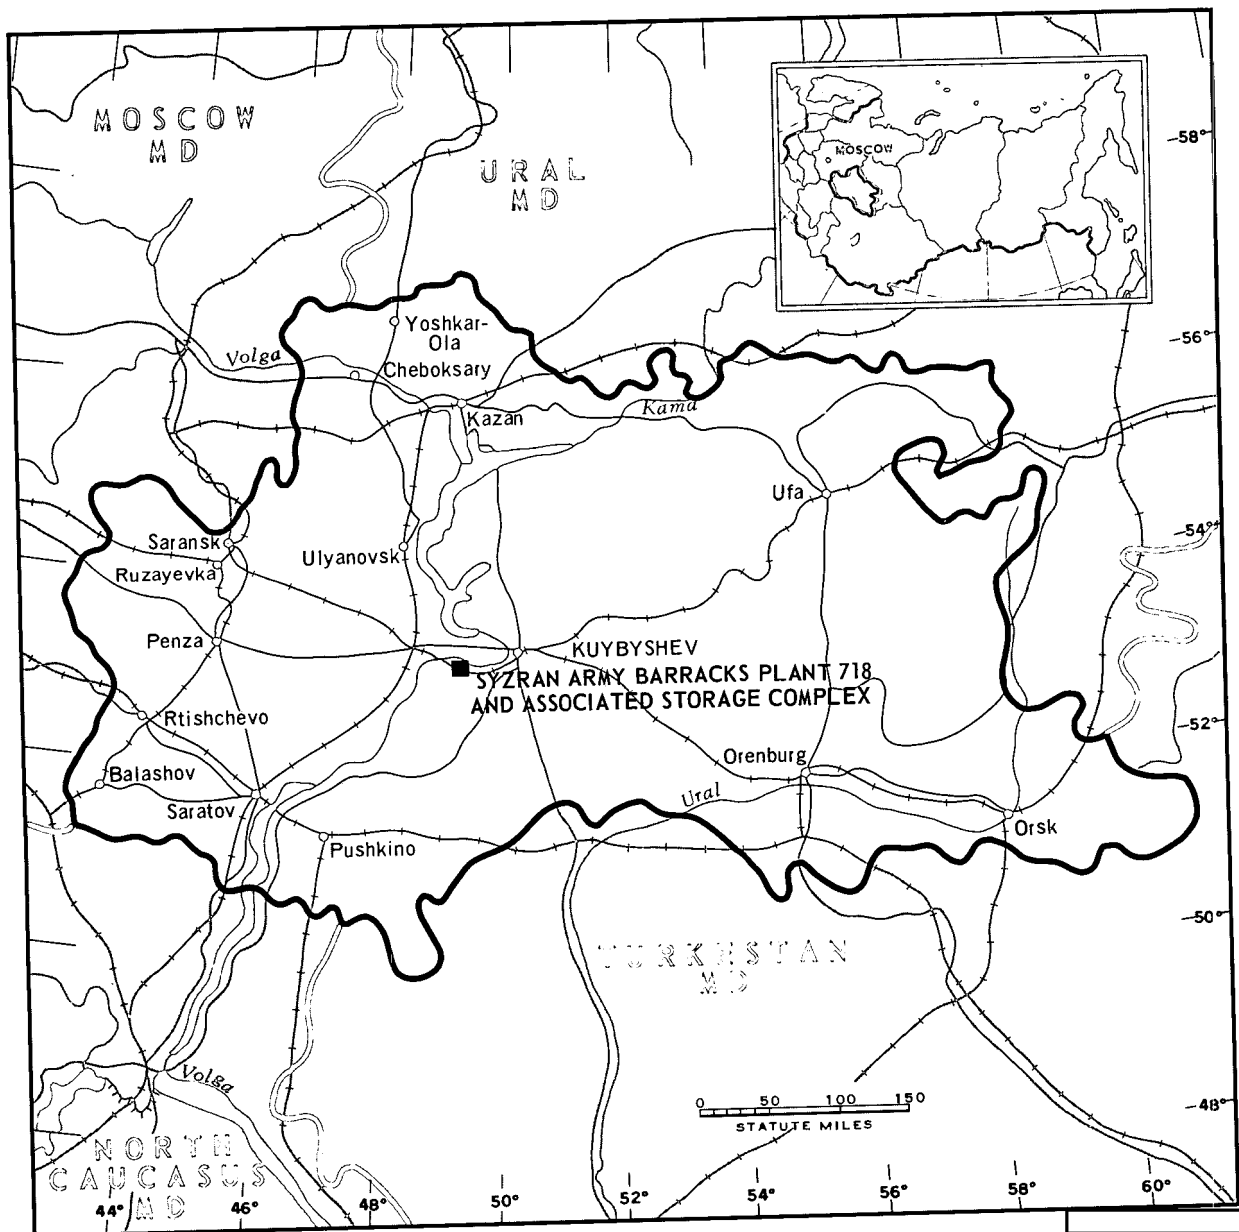 MOSCOW
MD
URAL
MD
MOSCOW
—58°
—56°
—54°
—52°
—50°
—48°
Yoshkar-
Ola
Volga
Cheboksary
Kazan
Kama
Ufa
Saransk
Ruzayevka
Ulyanovsk
Penza
KUYBYSHEV
SYZRAN ARMY BARRACKS PLANT 718
AND ASSOCIATED STORAGE COMPLEX
Rtishchevo
Balashov
Saratov
Orenburg
Ural
Orsk
Pushkino
TURKESTAN
MD
Volga
0 50 100 150
STATUTE MILES
NORTH
CAUCASUS
MD
44° 46° 48° 50° 52° 54° 56° 58° 60°